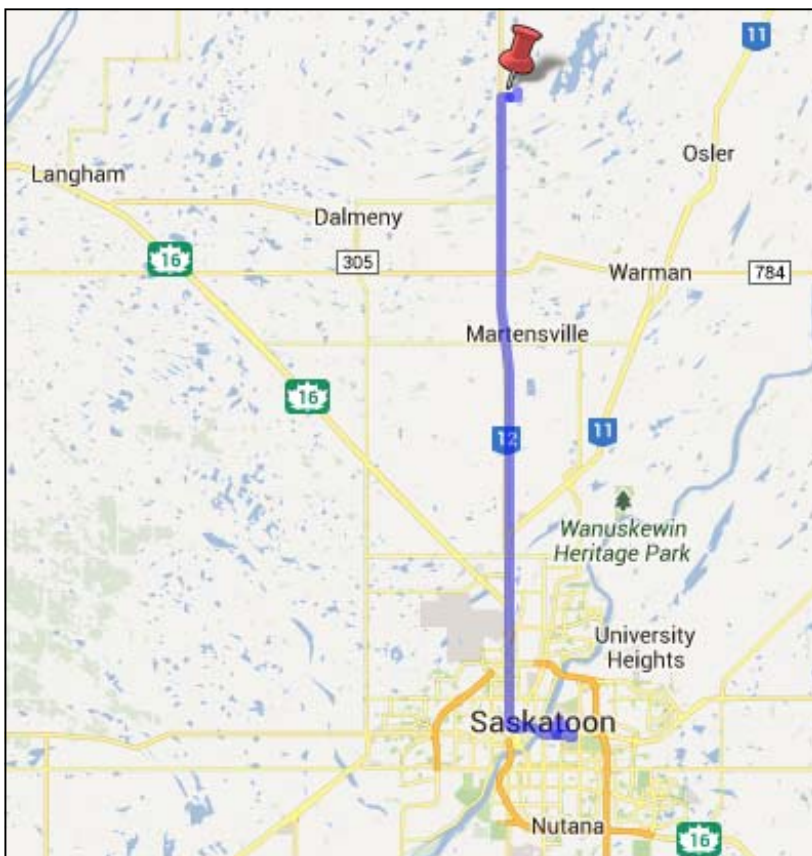 11
Osler
Langham
Dalmeny
16
305
Warman
784
Martensville
16
12
11
Wanuskewin
Heritage Park
University
Heights
Saskatoon
Nutana
16